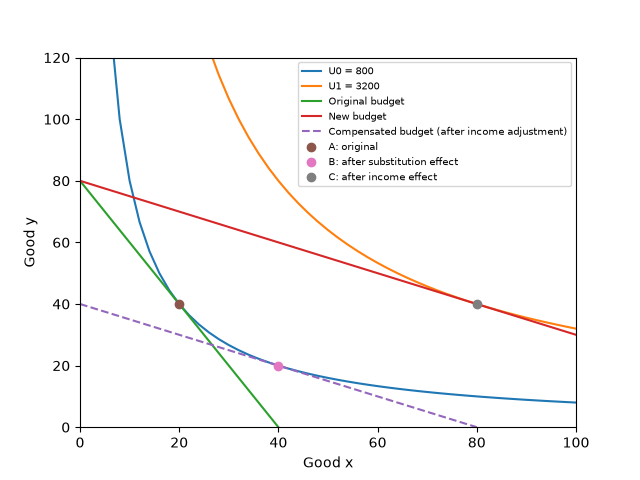 120
100
80
60
40
20
0
Good y
U0 = 800
U1 = 3200
Original budget
New budget
Compensated budget (after income adjustment)
A: original
B: after substitution effect
C: after income effect
0 20 40 60 80 100
Good x